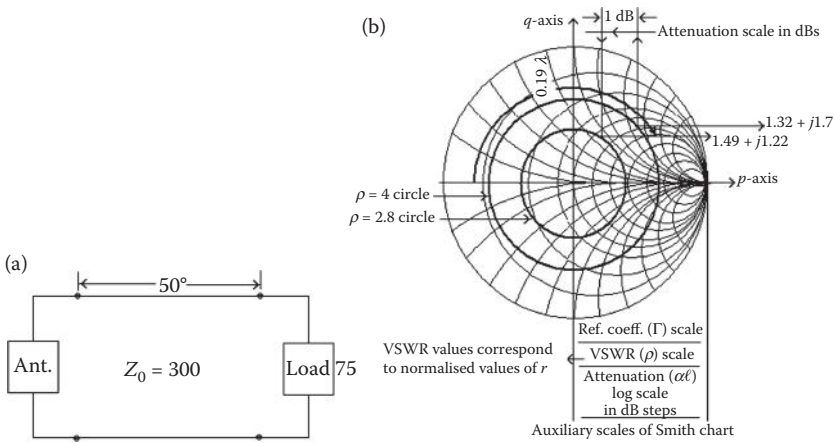 (b)
q-axis
1 dB
Attenuation scale in dBs
0.19 λ
1.32 + j1.7
1.49 + j1.22
p-axis
ρ = 4 circle
ρ = 2.8 circle
(a)
50°
Ant.
Z0 = 300
Load 75
VSWR values correspond
to normalised values of r
Ref. coeff. (Γ) scale
VSWR (ρ) scale
Attenuation (αℓ)
log scale
in dB steps
Auxiliary scales of Smith chart